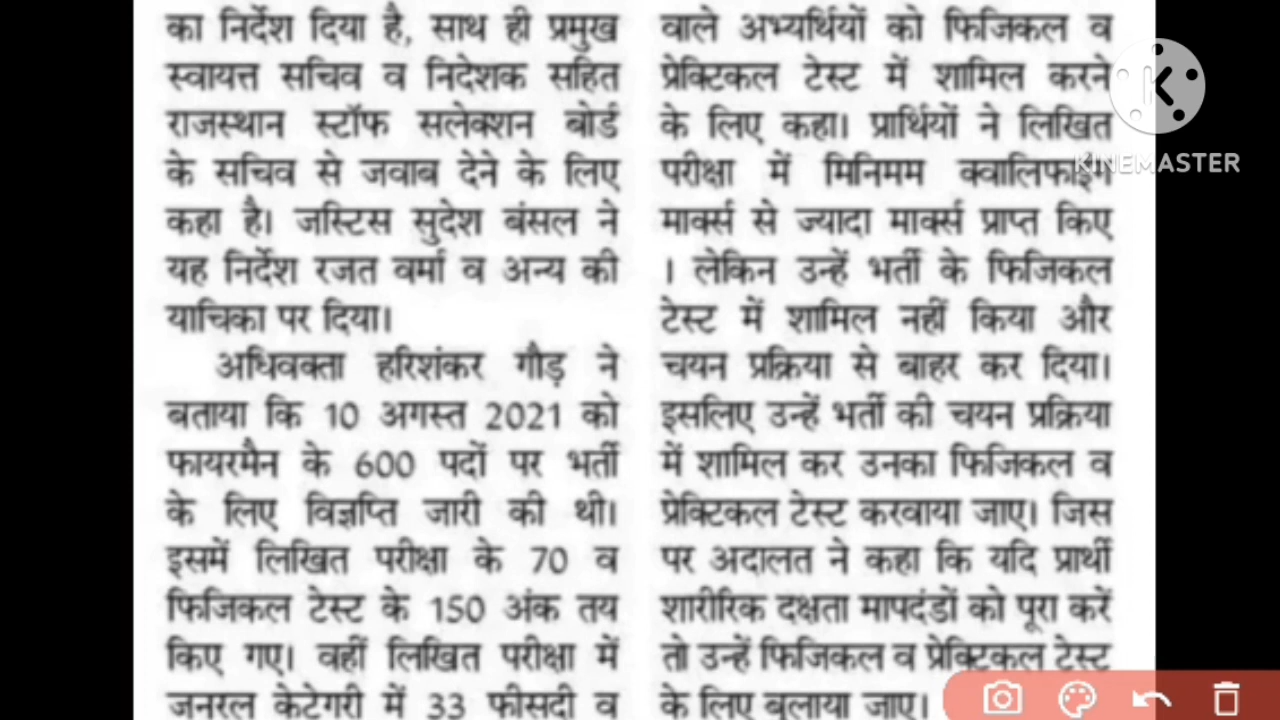 का निर्देश दिया है, साथ ही प्रमुख
स्वायत्त सचिव व निदेशक सहित
राजस्थान स्टॉफ सलेक्शन बोर्ड
के सचिव से जवाब देने के लिए
कहा है। जस्टिस सुदेश बंसल ने
यह निर्देश रजत वर्मा व अन्य की
याचिका पर दिया।
अधिवक्ता हरिशंकर गौड़ ने
बताया कि 10 अगस्त 2021 को
फायरमैन के 600 पदों पर भर्ती
के लिए विज्ञप्ति जारी की थी।
इसमें लिखित परीक्षा के 70 व
फिजिकल टेस्ट के 150 अंक तय
किए गए। वहीं लिखित परीक्षा में
जनरल केटेगरी में 33 फीसदी व
वाले अभ्यर्थियों को फिजिकल व
प्रेक्टिकल टेस्ट में शामिल करने
के लिए कहा। प्रार्थियों ने लिखित
परीक्षा में मिनिमम क्वालिफाइंग
मार्क्स से ज्यादा मार्क्स प्राप्त किए
। लेकिन उन्हें भर्ती के फिजिकल
टेस्ट में शामिल नहीं किया और
चयन प्रक्रिया से बाहर कर दिया।
इसलिए उन्हें भर्ती की चयन प्रक्रिया
में शामिल कर उनका फिजिकल व
प्रेक्टिकल टेस्ट करवाया जाए। जिस
पर अदालत ने कहा कि यदि प्रार्थी
शारीरिक दक्षता मापदंडों को पूरा करें
तो उन्हें फिजिकल व प्रेक्टिकल टेस्ट
के लिए बुलाया जाए।
KINEMASTER